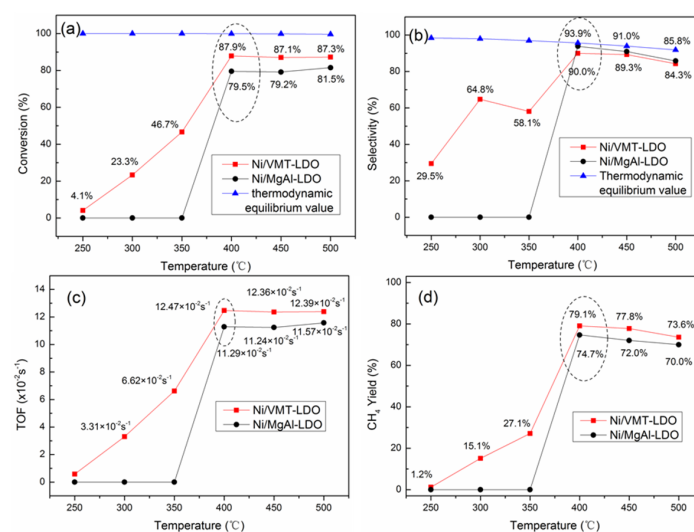 (a)
100
80
60
40
20
0
Conversion (%)
87.9%
87.1%
87.3%
79.5%
79.2%
81.5%
46.7%
23.3%
4.1%
Ni/VMT-LDO
Ni/MgAl-LDO
thermodynamic
equilibrium value
250 300 350 400 450 500
Temperature (℃)
(b)
100
80
60
40
20
0
Selectivity (%)
93.9%
91.0%
85.8%
90.0%
89.3%
84.3%
64.8%
58.1%
29.5%
Ni/VMT-LDO
Ni/MgAl-LDO
Thermodynamic
equilibrium value
250 300 350 400 450 500
Temperature (℃)
(c)
14
12
10
8
6
4
2
0
TOF (x10-2s-1)
12.47×10-2s-1
12.36×10-2s-1
12.39×10-2s-1
11.57×10-2s-1
11.24×10-2s-1
11.29×10-2s-1
6.62×10-2s-1
3.31×10-2s-1
Ni/VMT-LDO
Ni/MgAl-LDO
250 300 350 400 450 500
Temperature (℃)
(d)
100
80
60
40
20
0
CH4 Yield (%)
79.1%
77.8%
73.6%
74.7%
72.0%
70.0%
27.1%
15.1%
1.2%
Ni/VMT-LDO
Ni/MgAl-LDO
250 300 350 400 450 500
Temperature (℃)